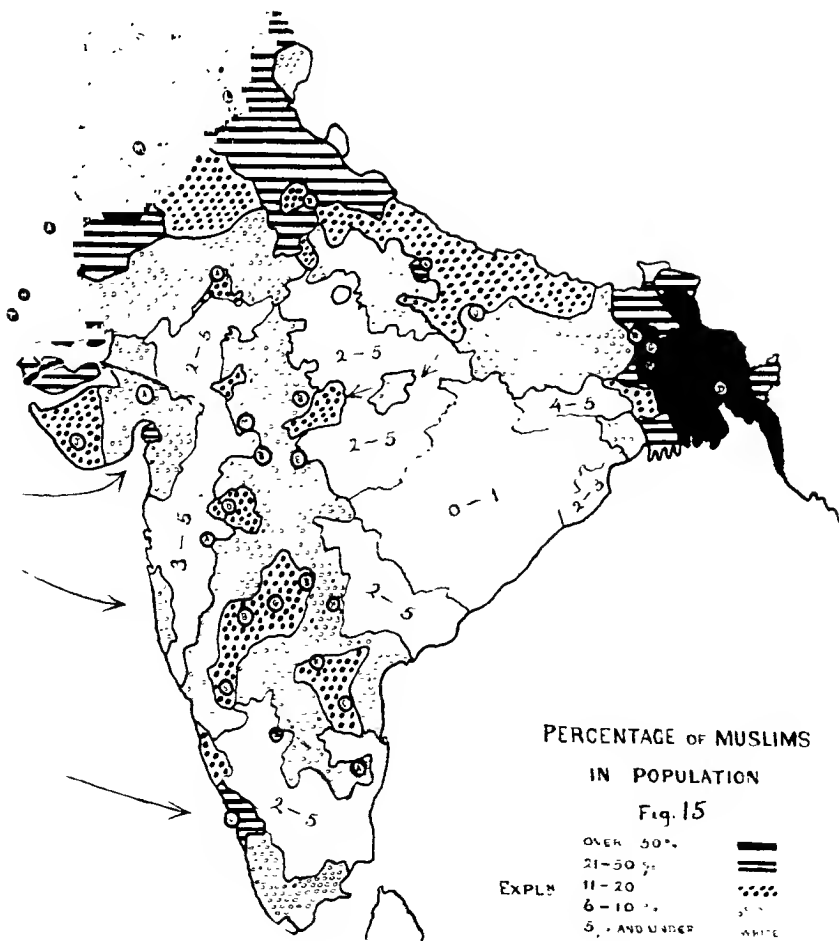 2-5
2-5
4-5
2-5
0-1
2-3
3-5
2-5
2-5
PERCENTAGE OF MUSLIMS
IN POPULATION
Fig. 15
OVER 50%
21-50 %
EXPLN 11-20
6-10 %
5, AND UNDER WHITE